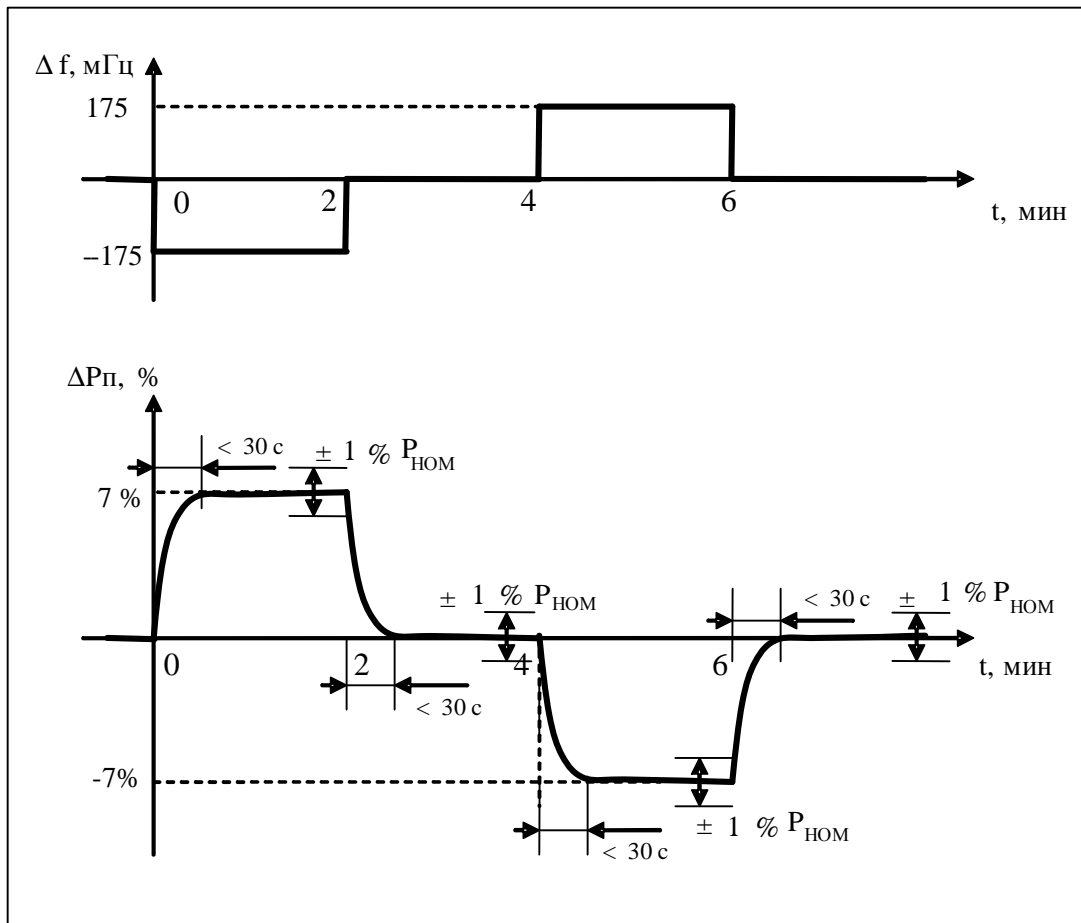 Δ f, мГц
175
0
2
4
6
t, мин
--175
ΔPп, %
< 30 с
± 1 % PНОМ
7 %
± 1 % PНОМ
< 30 с
± 1 % PНОМ
0
2
4
6
t, мин
< 30 с
-7%
± 1 % PНОМ
< 30 с